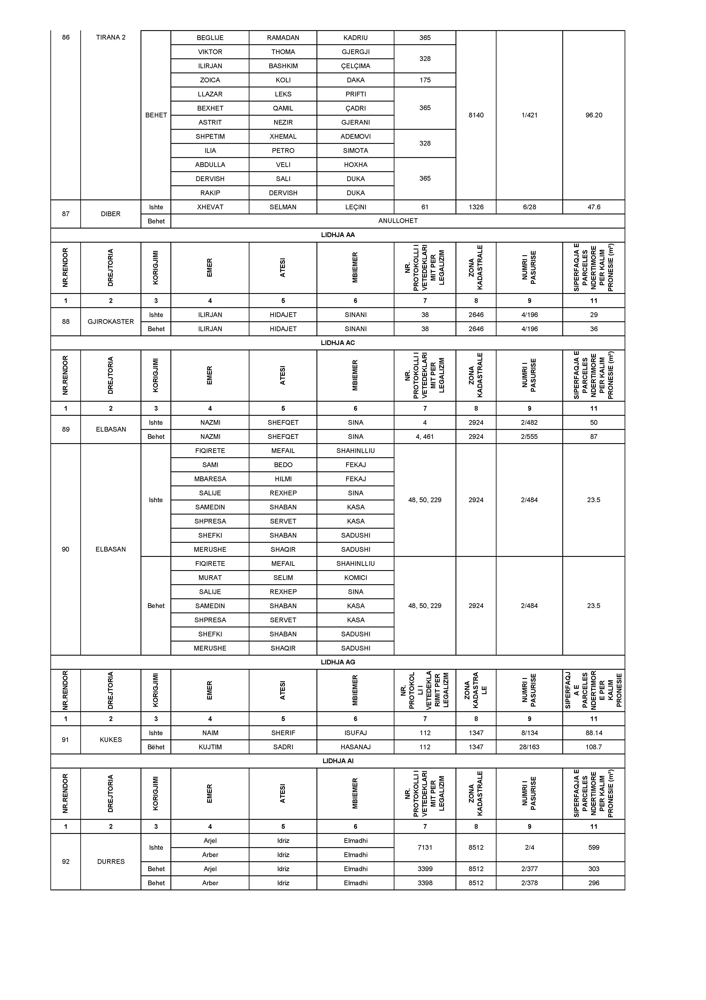 86 TIRANA 2 BEHET BEGLIJE RAMADAN KADRIU 365 8140 1/421 96.20
VIKTOR THOMA GJERGJI 328
ILIRJAN BASHKIM ÇELÇIMA
ZOICA KOLI DAKA 175
LLAZAR LEKS PRIFTI 365
BEXHET QAMIL ÇADRI
ASTRIT NEZIR GJERANI
SHPETIM XHEMAL ADEMOVI 328
ILIA PETRO SIMOTA
ABDULLA VELI HOXHA 365
DERVISH SALI DUKA
RAKIP DERVISH DUKA
87 DIBER Ishte XHEVAT SELMAN LEÇINI 61 1326 6/28 47.6
Behet ANULLOHET
LIDHJA AA
NR.RENDOR DREJTORIA KORIGJIMI EMER ATESI MBIEMER NR. PROTOKOLLI I VETEDEKLARI MIT PER LEGALIZIM ZONA KADASTRALE NUMRI I PASURISE SIPERFAQJA E PARCELES NDERTIMORE PER KALIM PRONESIE (m²)
1 2 3 4 5 6 7 8 9 11
88 GJIROKASTER Ishte ILIRJAN HIDAJET SINANI 38 2646 4/196 29
Behet ILIRJAN HIDAJET SINANI 38 2646 4/196 36
LIDHJA AC
NR.RENDOR DREJTORIA KORIGJIMI EMER ATESI MBIEMER NR. PROTOKOLLI I VETEDEKLARI MIT PER LEGALIZIM ZONA KADASTRALE NUMRI I PASURISE SIPERFAQJA E PARCELES NDERTIMORE PER KALIM PRONESIE (m²)
1 2 3 4 5 6 7 8 9 11
89 ELBASAN Ishte NAZMI SHEFQET SINA 4 2924 2/482 50
Behet NAZMI SHEFQET SINA 4, 461 2924 2/555 87
90 ELBASAN Ishte FIQIRETE MEFAIL SHAHINLLIU 48, 50, 229 2924 2/484 23.5
SAMI BEDO FEKAJ
MBARESA HILMI FEKAJ
SALIJE REXHEP SINA
SAMEDIN SHABAN KASA
SHPRESA SERVET KASA
SHEFKI SHABAN SADUSHI
MERUSHE SHAQIR SADUSHI
Behet FIQIRETE MEFAIL SHAHINLLIU 48, 50, 229 2924 2/484 23.5
MURAT SELIM KOMICI
SALIJE REXHEP SINA
SAMEDIN SHABAN KASA
SHPRESA SERVET KASA
SHEFKI SHABAN SADUSHI
MERUSHE SHAQIR SADUSHI
LIDHJA AG
NR.RENDOR DREJTORIA KORIGJIMI EMER ATESI MBIEMER NR. PROTOKOL LI I VETEDEKLA RIMIT PER LEGALIZIM ZONA KADASTRA LE NUMRI I PASURISE SIPERFAQJ A E PARCELES NDERTIMOR E PER KALIM PRONESIE
1 2 3 4 5 6 7 8 9 11
91 KUKES Ishte NAIM SHERIF ISUFAJ 112 1347 8/134 88.14
Bëhet KUJTIM SADRI HASANAJ 112 1347 28/163 108.7
LIDHJA AI
NR.RENDOR DREJTORIA KORIGJIMI EMER ATESI MBIEMER NR. PROTOKOLLI I VETEDEKLARI MIT PER LEGALIZIM ZONA KADASTRALE NUMRI I PASURISE SIPERFAQJA E PARCELES NDERTIMORE PER KALIM PRONESIE (m²)
1 2 3 4 5 6 7 8 9 11
92 DURRES Ishte Arjel Idriz Elmadhi 7131 8512 2/4 599
Arber Idriz Elmadhi
Behet Arjel Idriz Elmadhi 3399 8512 2/377 303
Behet Arber Idriz Elmadhi 3398 8512 2/378 296